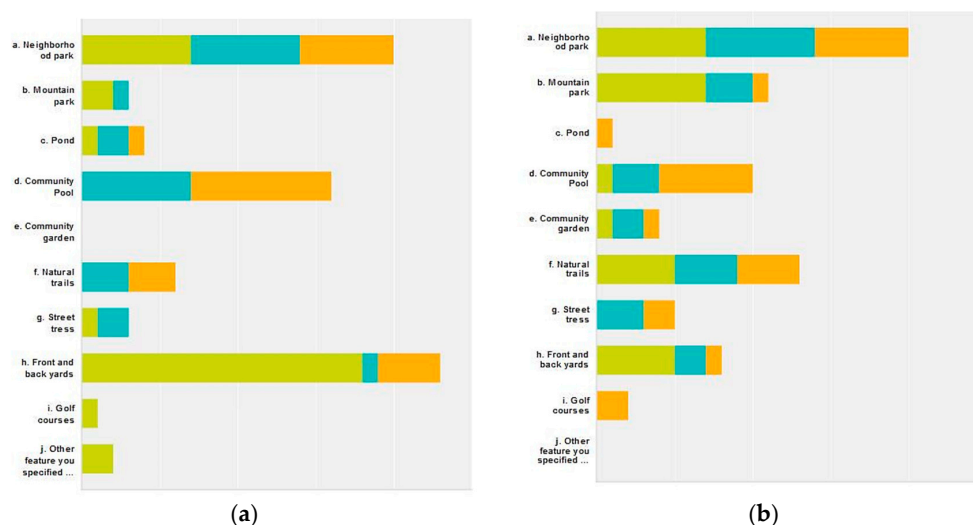 a. Neighborho
od park
b. Mountain
park
c. Pond
d. Community
Pool
e. Community
garden
f. Natural
trails
g. Street
tress
h. Front and
back yards
i. Golf
courses
j. Other
feature you
specified ...
(a)
a. Neighborho
od park
b. Mountain
park
c. Pond
d. Community
Pool
e. Community
garden
f. Natural
trails
g. Street
tress
h. Front and
back yards
i. Golf
courses
j. Other
feature you
specified ...
(b)